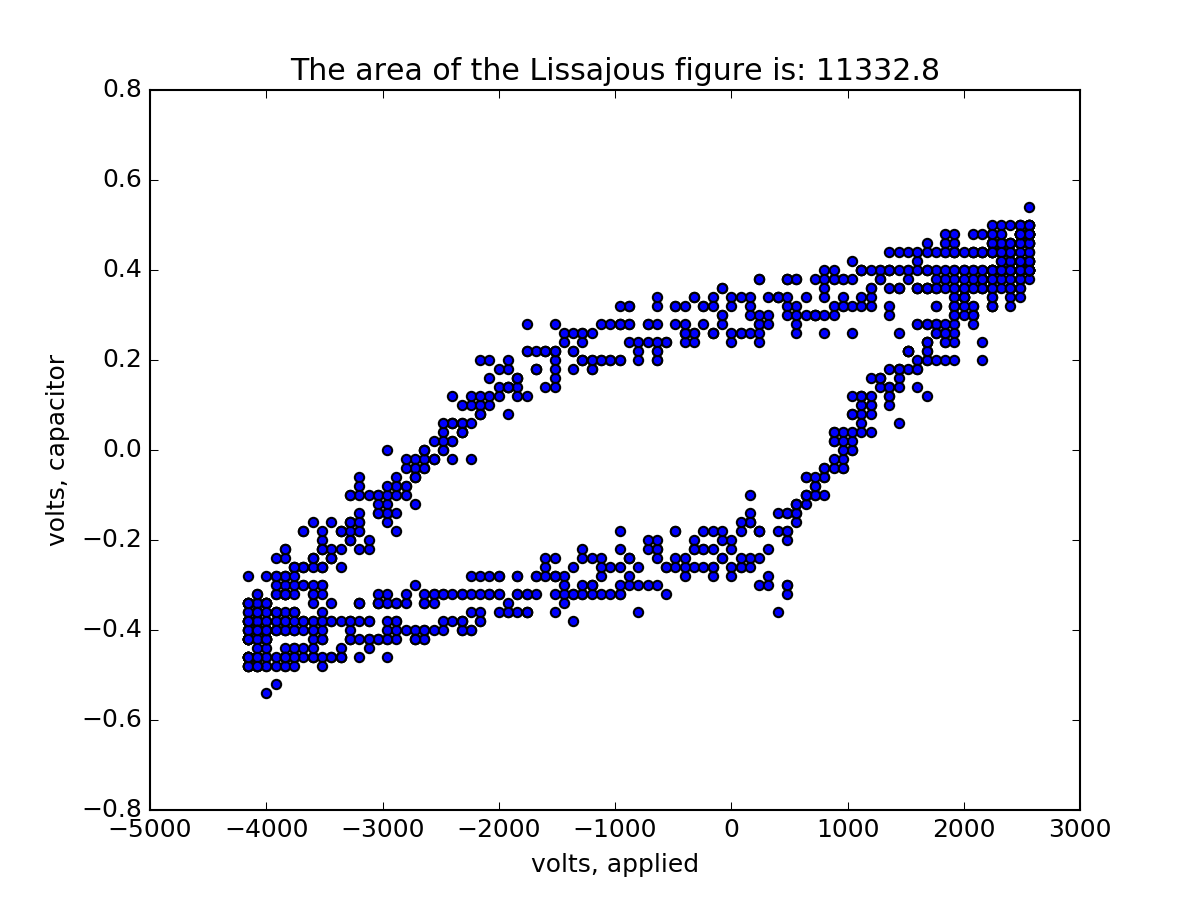 The area of the Lissajous figure is: 11332.8
0.8
0.6
0.4
0.2
0.0
−0.2
−0.4
−0.6
−0.8
volts, capacitor
−5000 −4000 −3000 −2000 −1000 0 1000 2000 3000
volts, applied